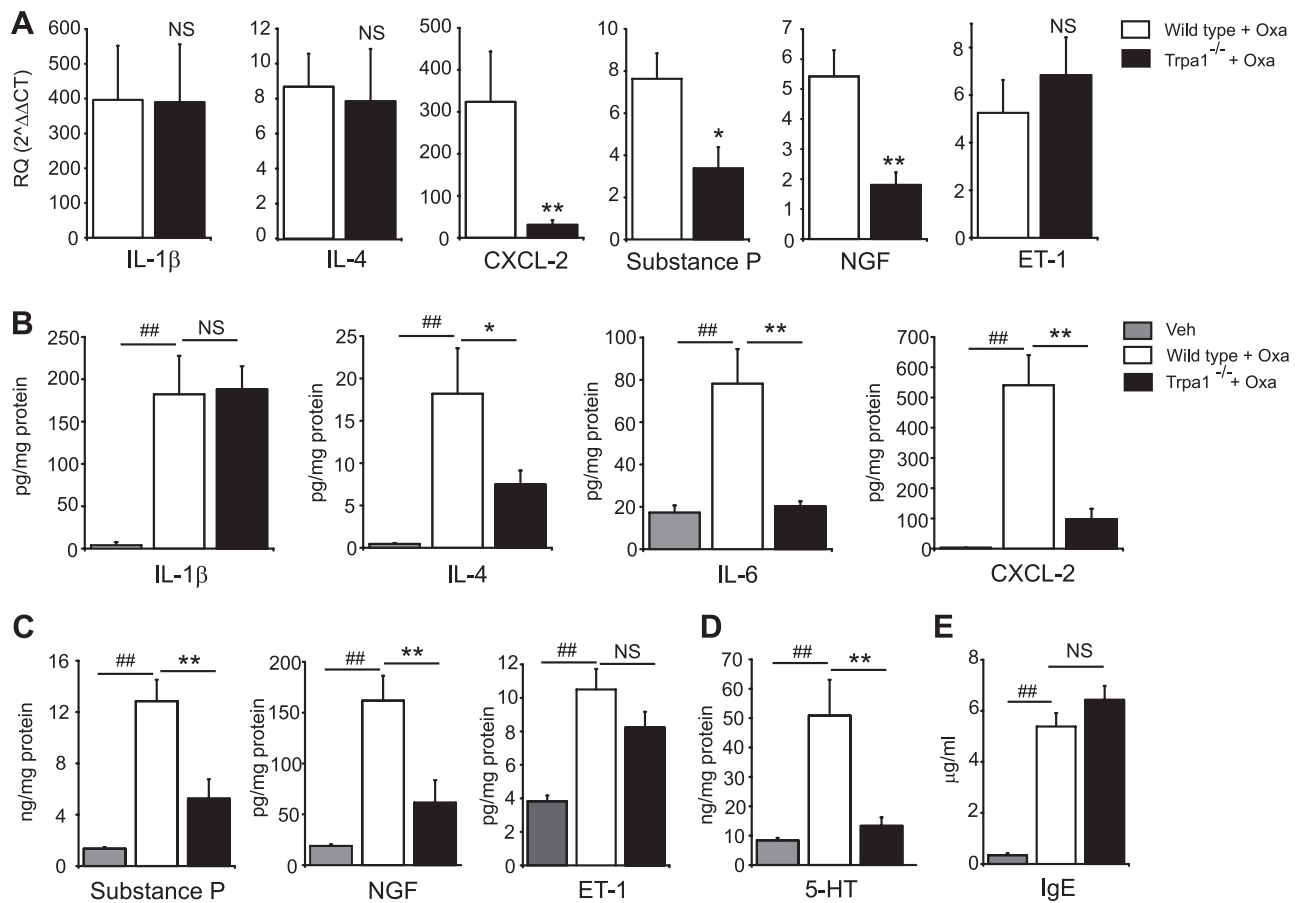 A
RQ (2^ΔΔCT)
600
500
400
300
200
100
0
NS
IL-1β
12
10
8
6
4
2
0
NS
IL-4
500
400
300
200
100
0
**
CXCL-2
10
8
6
4
2
0
*
Substance P
7
6
5
4
3
2
1
0
**
NGF
8
6
4
2
0
NS
ET-1
Wild type + Oxa
Trpa1-/- + Oxa
B
pg/mg protein
250
200
150
100
50
0
## NS
IL-1β
pg/mg protein
25
20
15
10
5
0
## *
IL-4
pg/mg protein
100
80
60
40
20
0
## **
IL-6
pg/mg protein
700
600
500
400
300
200
100
0
## **
CXCL-2
Veh
Wild type + Oxa
Trpa1-/- + Oxa
C
ng/mg protein
16
12
8
4
0
## **
Substance P
pg/mg protein
200
150
100
50
0
## **
NGF
pg/mg protein
12
10
8
6
4
2
0
## NS
ET-1
D
ng/mg protein
70
60
50
40
30
20
10
0
## **
5-HT
E
μg/ml
8
6
4
2
0
## NS
IgE